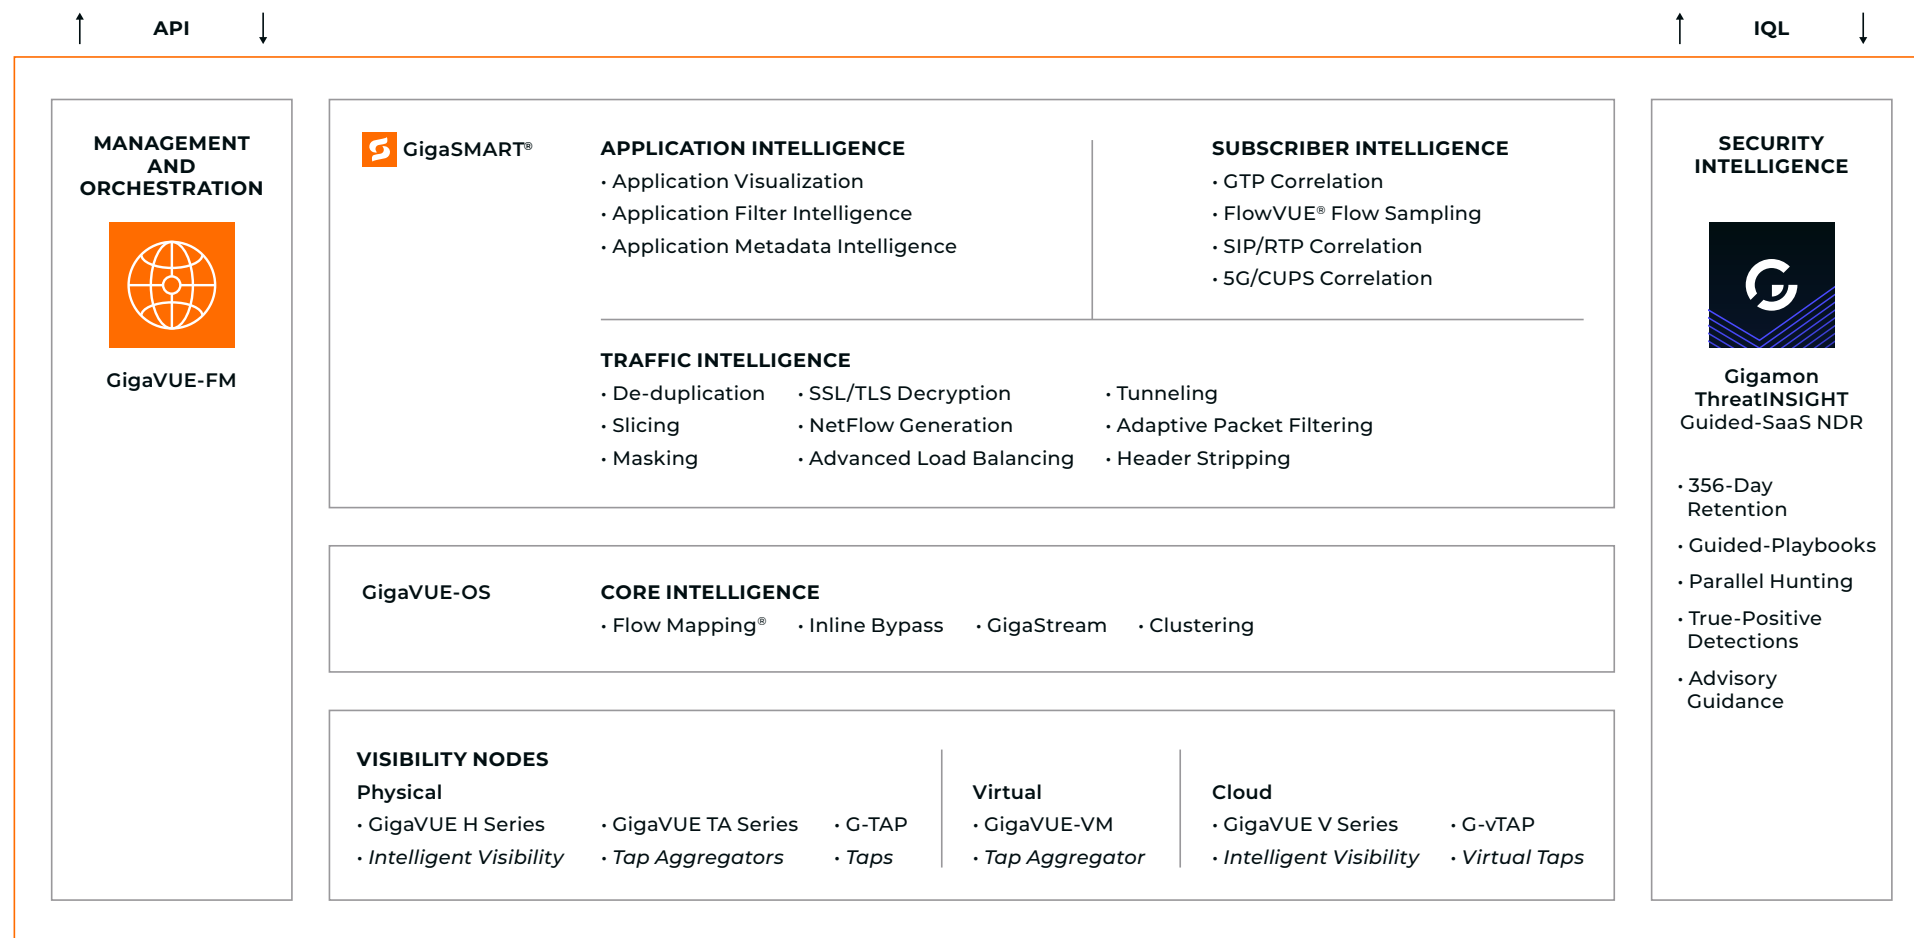 API
IQL
MANAGEMENT
AND
ORCHESTRATION
GigaVUE-FM
GigaSMART®
APPLICATION INTELLIGENCE
• Application Visualization
• Application Filter Intelligence
• Application Metadata Intelligence
SUBSCRIBER INTELLIGENCE
• GTP Correlation
• FlowVUE® Flow Sampling
• SIP/RTP Correlation
• 5G/CUPS Correlation
TRAFFIC INTELLIGENCE
• De-duplication
• Slicing
• Masking
• SSL/TLS Decryption
• NetFlow Generation
• Advanced Load Balancing
• Tunneling
• Adaptive Packet Filtering
• Header Stripping
GigaVUE-OS
CORE INTELLIGENCE
• Flow Mapping® • Inline Bypass • GigaStream • Clustering
VISIBILITY NODES
Physical
• GigaVUE H Series • GigaVUE TA Series • G-TAP
• Intelligent Visibility • Tap Aggregators • Taps
Virtual
• GigaVUE-VM
• Tap Aggregator
Cloud
• GigaVUE V Series • G-vTAP
• Intelligent Visibility • Virtual Taps
SECURITY
INTELLIGENCE
Gigamon
ThreatINSIGHT
Guided-SaaS NDR
• 356-Day
Retention
• Guided-Playbooks
• Parallel Hunting
• True-Positive
Detections
• Advisory
Guidance